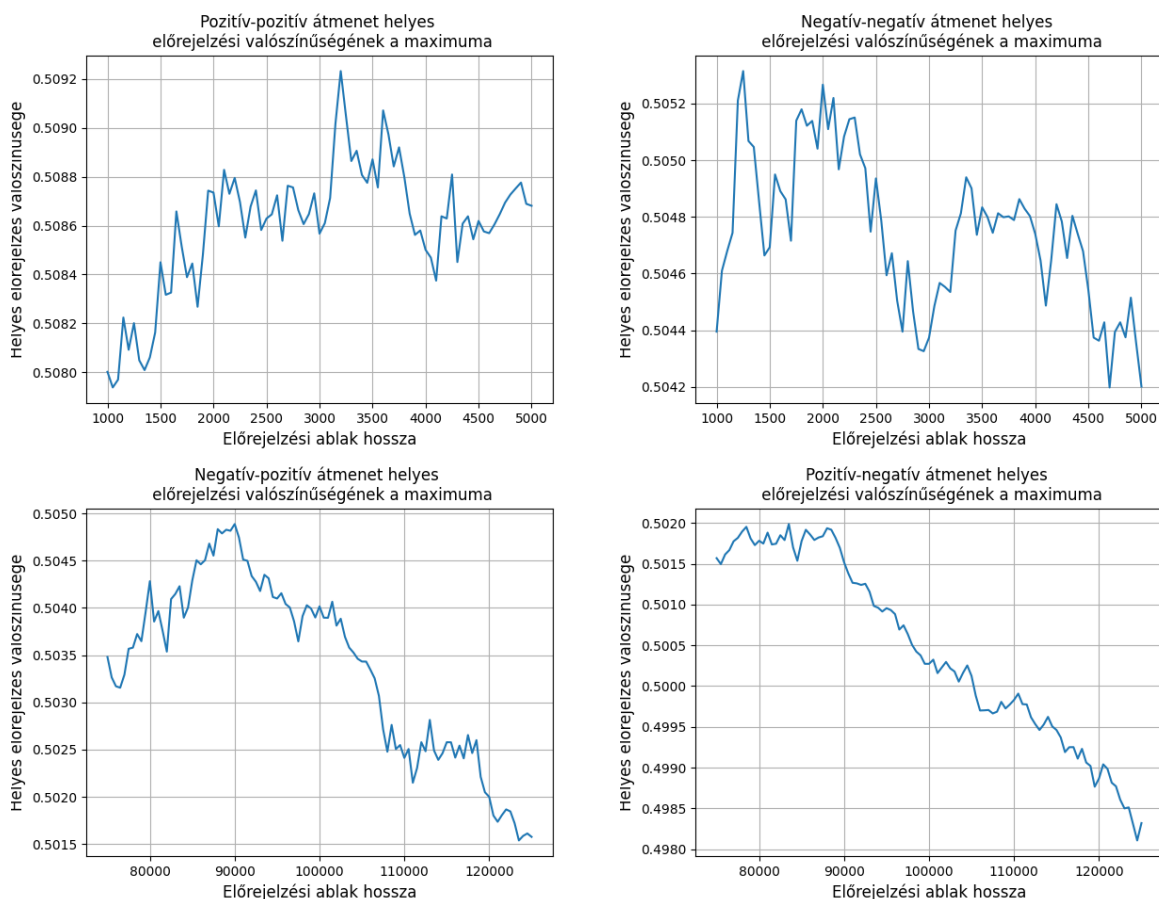 Pozitív-pozitív átmenet helyes
előrejelzési valószínűségének a maximuma
Helyes elorejelzes valoszinusege
0.5092
0.5090
0.5088
0.5086
0.5084
0.5082
0.5080
1000 1500 2000 2500 3000 3500 4000 4500 5000
Előrejelzési ablak hossza
Negatív-negatív átmenet helyes
előrejelzési valószínűségének a maximuma
Helyes elorejelzes valoszinusege
0.5052
0.5050
0.5048
0.5046
0.5044
0.5042
1000 1500 2000 2500 3000 3500 4000 4500 5000
Előrejelzési ablak hossza
Negatív-pozitív átmenet helyes
előrejelzési valószínűségének a maximuma
Helyes elorejelzes valoszinusege
0.5050
0.5045
0.5040
0.5035
0.5030
0.5025
0.5020
0.5015
80000 90000 100000 110000 120000
Előrejelzési ablak hossza
Pozitív-negatív átmenet helyes
előrejelzési valószínűségének a maximuma
Helyes elorejelzes valoszinusege
0.5020
0.5015
0.5010
0.5005
0.5000
0.4995
0.4990
0.4985
0.4980
80000 90000 100000 110000 120000
Előrejelzési ablak hossza